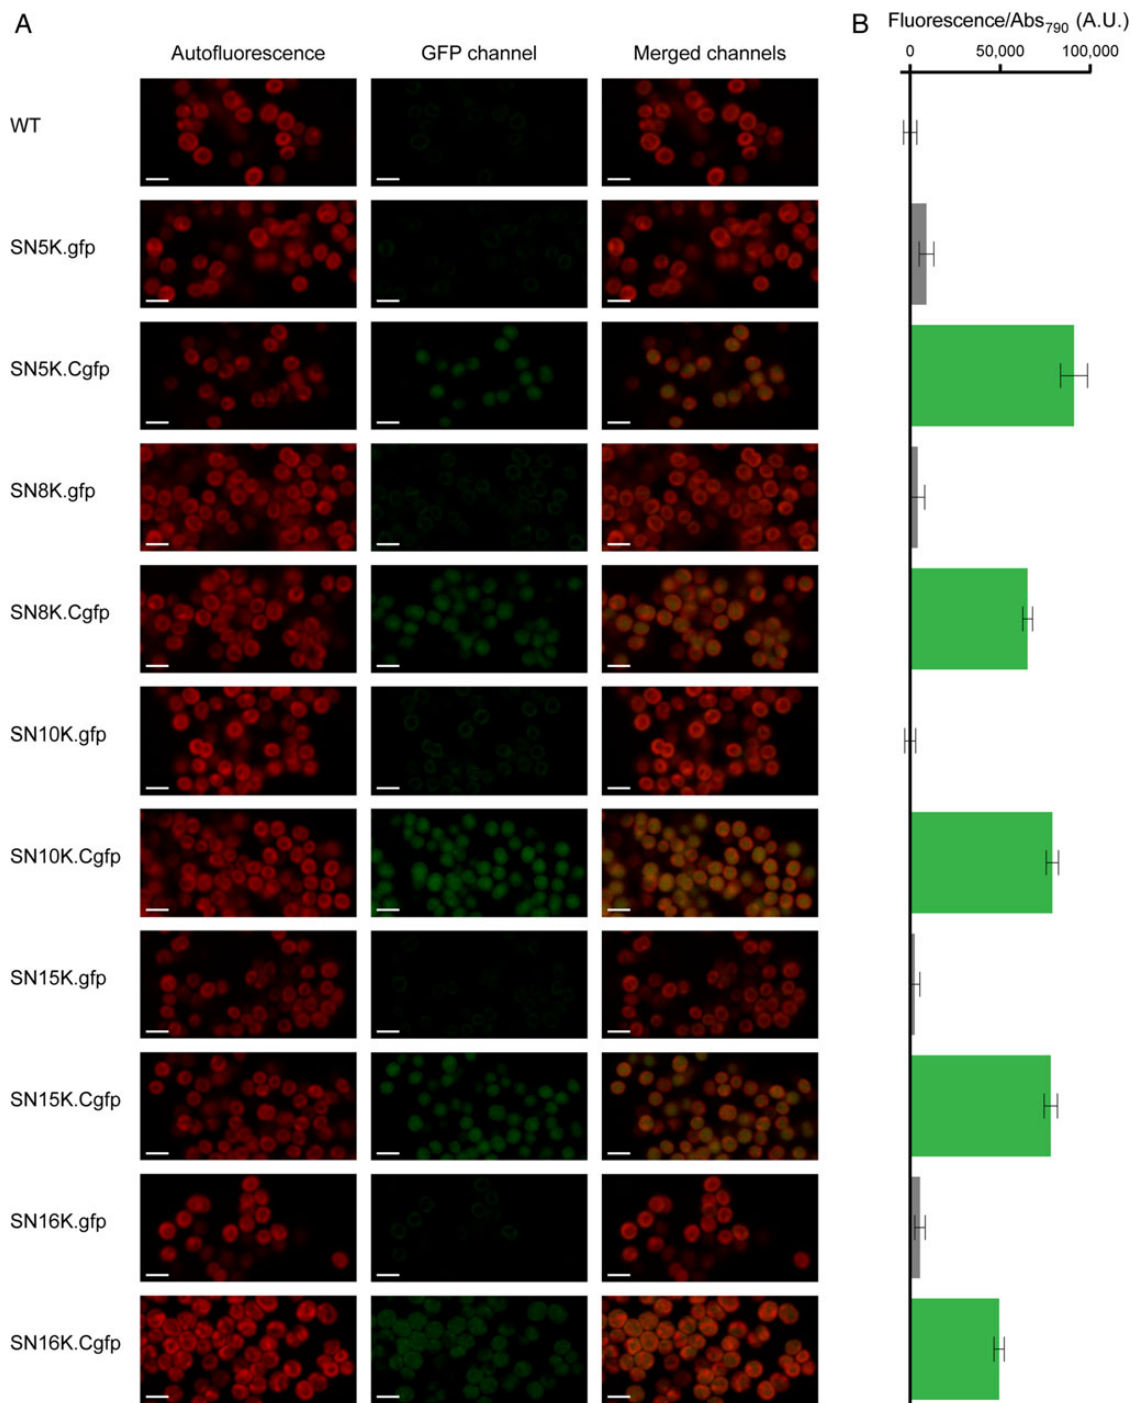 A
B
Fluorescence/Abs₇₉₀ (A.U.)
Autofluorescence GFP channel Merged channels
0 50,000 100,000
WT
SN5K.gfp
SN5K.Cgfp
SN8K.gfp
SN8K.Cgfp
SN10K.gfp
SN10K.Cgfp
SN15K.gfp
SN15K.Cgfp
SN16K.gfp
SN16K.Cgfp